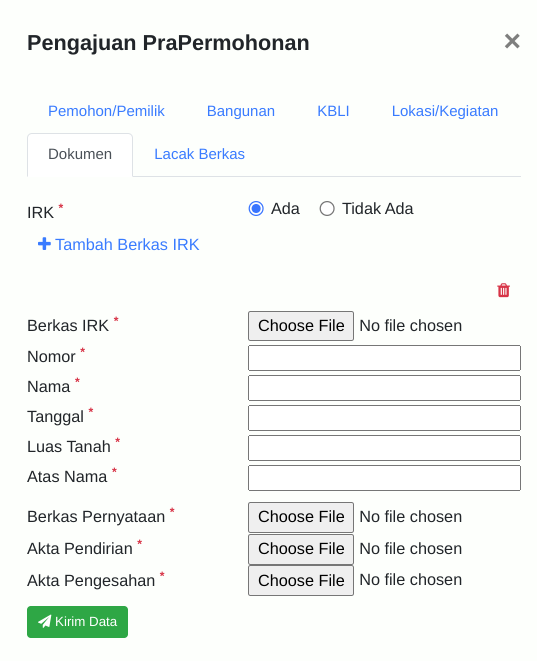 Pengajuan PraPermohonan ×
Pemohon/Pemilik Bangunan KBLI Lokasi/Kegiatan
Dokumen Lacak Berkas
IRK * Ada Tidak Ada
Tambah Berkas IRK
Berkas IRK * Choose File No file chosen
Nomor *
Nama *
Tanggal *
Luas Tanah *
Atas Nama *
Berkas Pernyataan * Choose File No file chosen
Akta Pendirian * Choose File No file chosen
Akta Pengesahan * Choose File No file chosen
Kirim Data